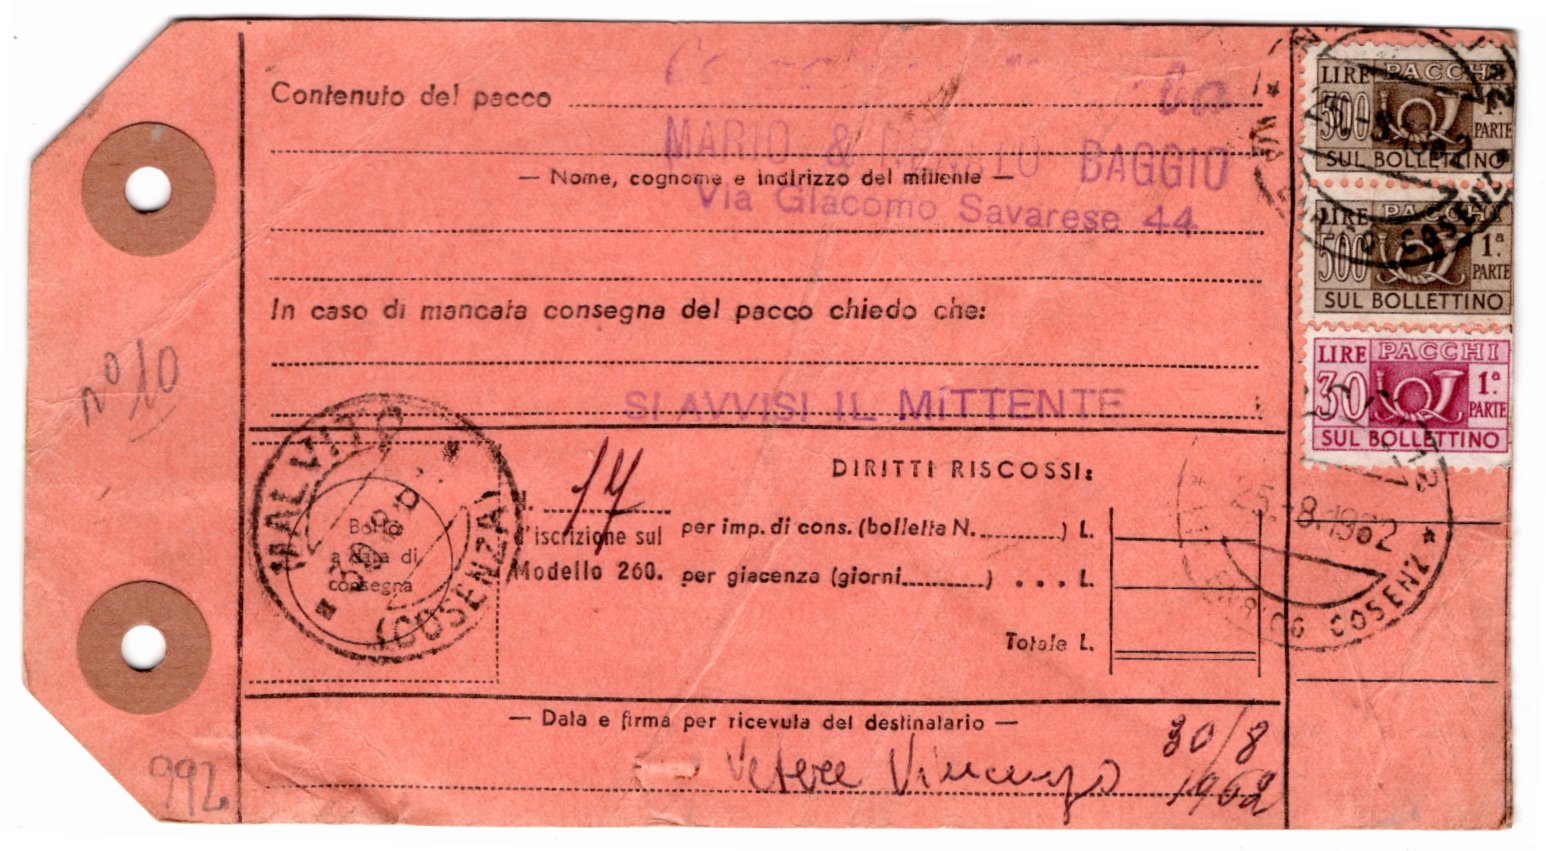 Contenuto del pacco
MARIO & RENATO BAGGIO
— Nome, cognome e indirizzo del mittente —
Via Giacomo Savarese 44
In caso di mancata consegna del pacco chiedo che:
SI AVVISI IL MITTENTE
nº 10
MALVITO
(COSENZA)
Bollo
a data di
consegna
N. 17
d'iscrizione sul
Modello 260.
DIRITTI RISCOSSI:
per imp. di cons. (bolletta N. ) L.
per giacenza (giorni ) . . . L.
Totale L.
— Data e firma per ricevuta del destinatario —
Vetere Vincenzo
30/8
1962
992
LIRE PACCHI
500 1ª
PARTE
SUL BOLLETTINO
LIRE PACCHI
500 1ª
PARTE
SUL BOLLETTINO
LIRE PACCHI
30 1ª
PARTE
SUL BOLLETTINO
25.-8.1962
COSENZ